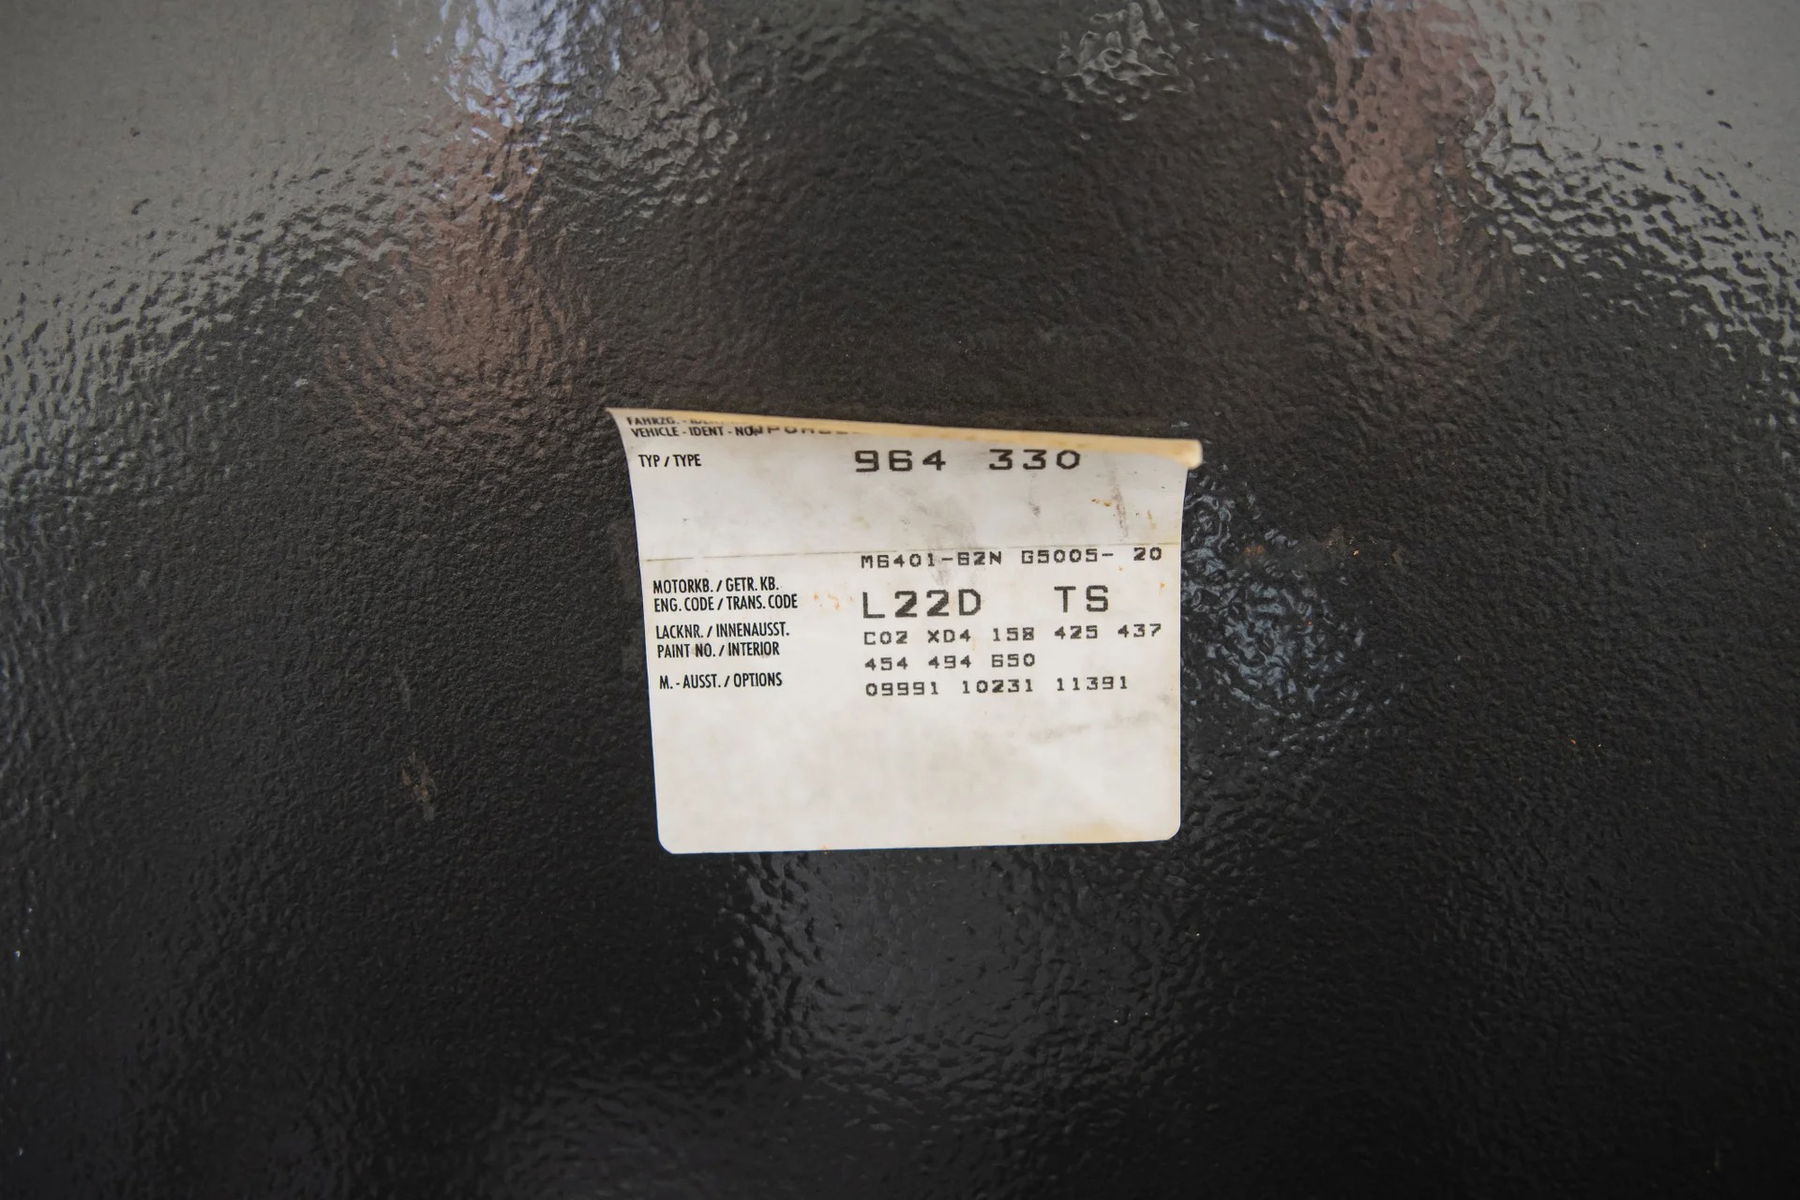 VEHICLE - IDENT - NO.
TYP / TYPE 964 330
M6401-62N G5005- 20
MOTORKB. / GETR. KB.
ENG. CODE / TRANS. CODE L22D TS
LACKNR. / INNENAUSST. C02 XD4 158 425 437
PAINT NO. / INTERIOR 454 494 650
M. - AUSST. / OPTIONS 09991 10231 11391